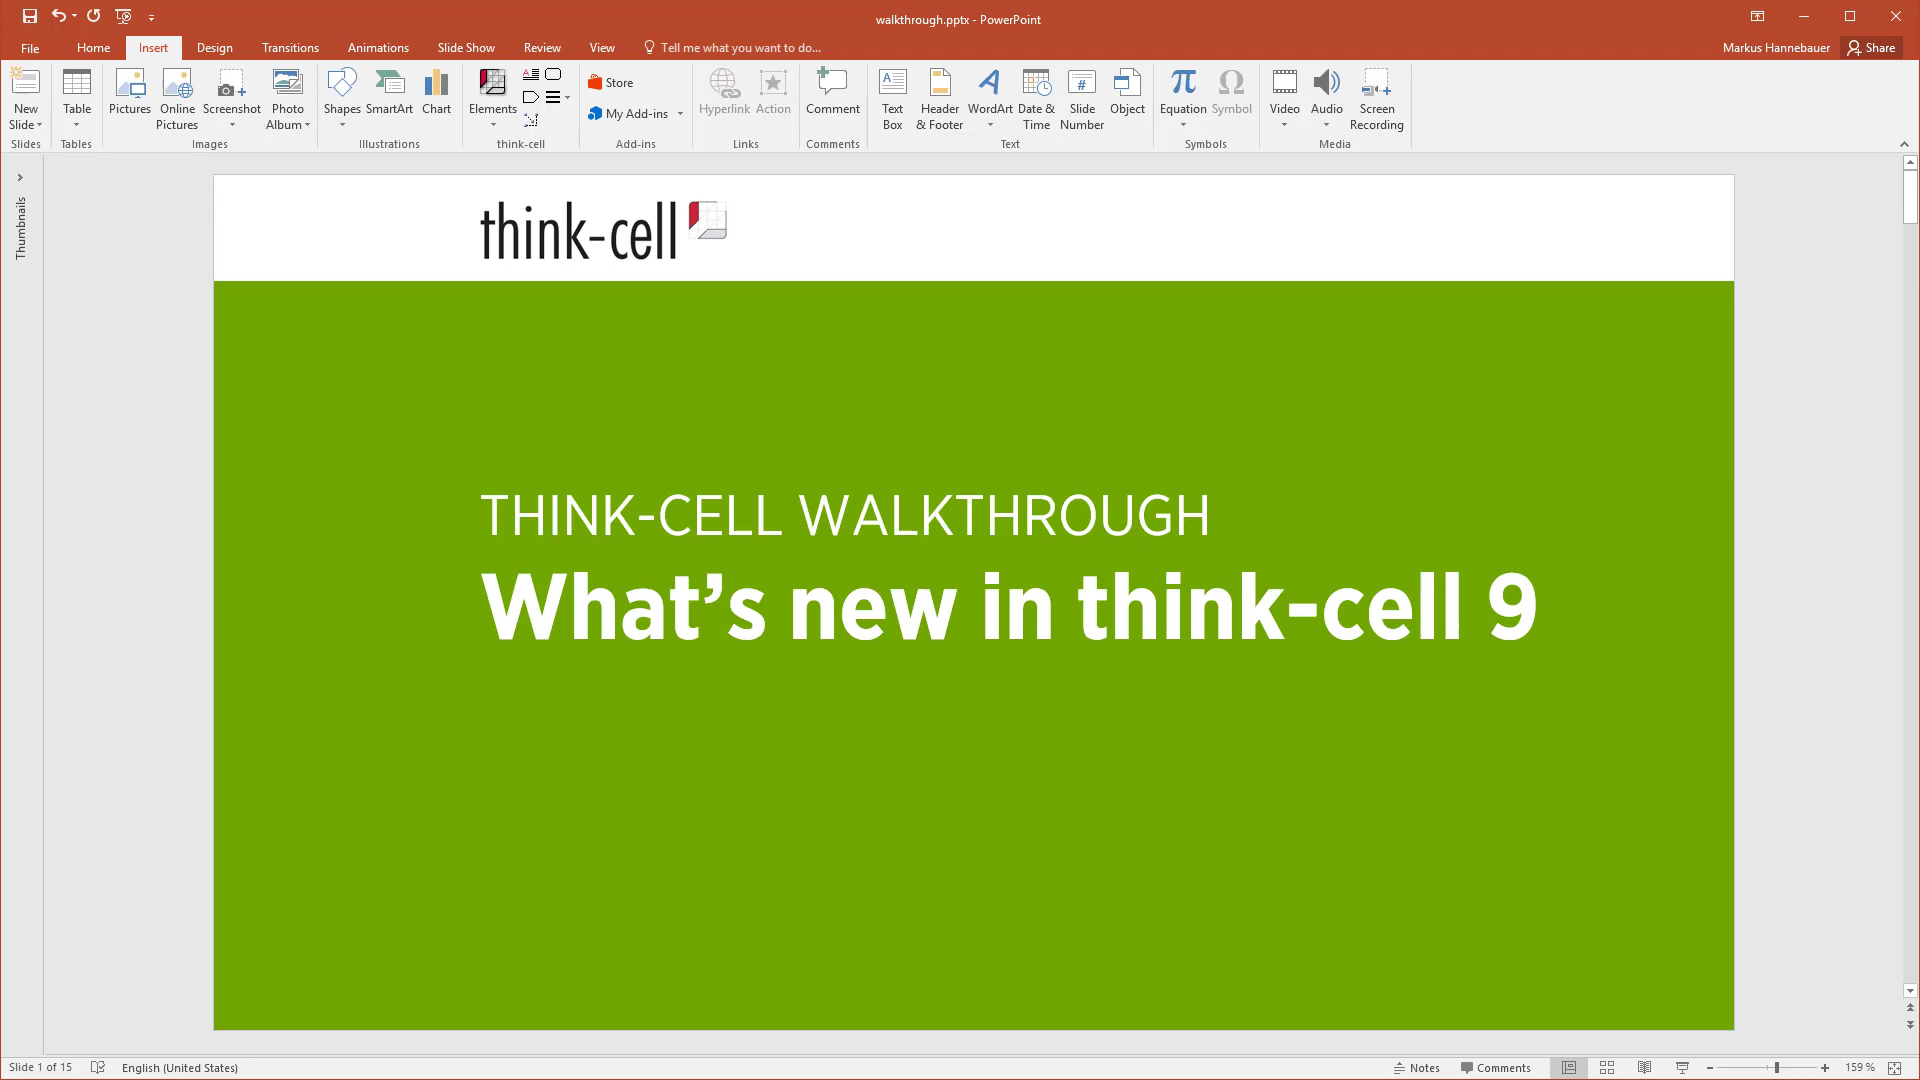 walkthrough.pptx - PowerPoint
File Home Insert Design Transitions Animations Slide Show Review View Tell me what you want to do... Markus Hannebauer Share
New Slide
Table
Pictures
Online Pictures
Screenshot
Photo Album
Shapes
SmartArt
Chart
Elements
A
Store
My Add-ins
Hyperlink
Action
Comment
Text Box
Header & Footer
WordArt
Date & Time
Slide Number
Object
Equation
Symbol
Video
Audio
Screen Recording
Slides Tables Images Illustrations think-cell Add-ins Links Comments Text Symbols Media
Thumbnails
think-cell
THINK-CELL WALKTHROUGH
What’s new in think-cell 9
Slide 1 of 15 English (United States) Notes Comments 159 %